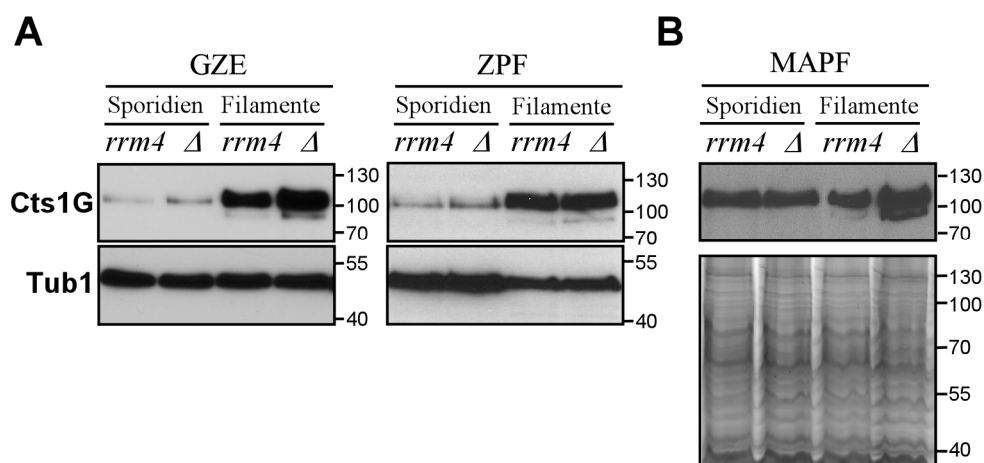 A
B
GZE
ZPF
MAPF
Sporidien Filamente
Sporidien Filamente
Sporidien Filamente
rrm4 Δ rrm4 Δ
rrm4 Δ rrm4 Δ
rrm4 Δ rrm4 Δ
Cts1G
130
100
70
130
100
70
130
100
70
Tub1
55
40
55
40
130
100
70
55
40